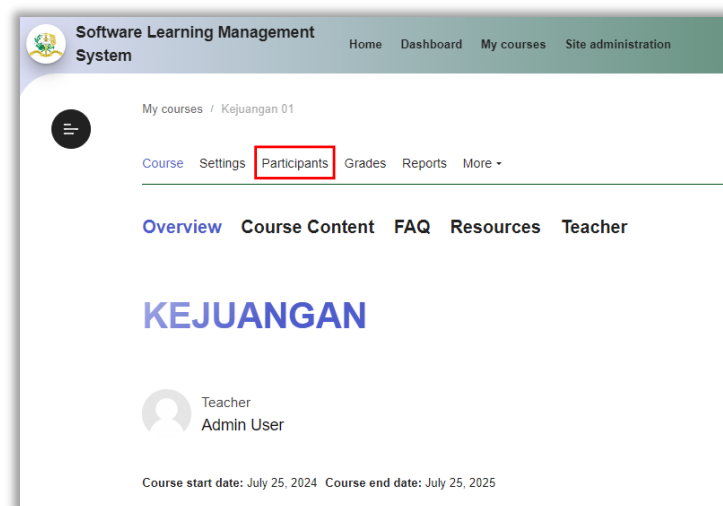 Software Learning Management
System
Home Dashboard My courses Site administration
My courses / Kejuangan 01
Course Settings Participants Grades Reports More
Overview Course Content FAQ Resources Teacher
KEJUANGAN
Teacher
Admin User
Course start date: July 25, 2024 Course end date: July 25, 2025